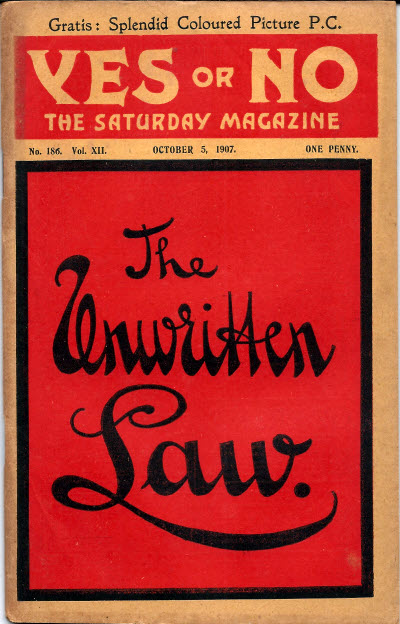 Gratis: Splendid Coloured Picture P.C.
YES OR NO
THE SATURDAY MAGAZINE
No. 186. Vol. XII. OCTOBER 5, 1907. ONE PENNY.
The
Unwritten
Law.